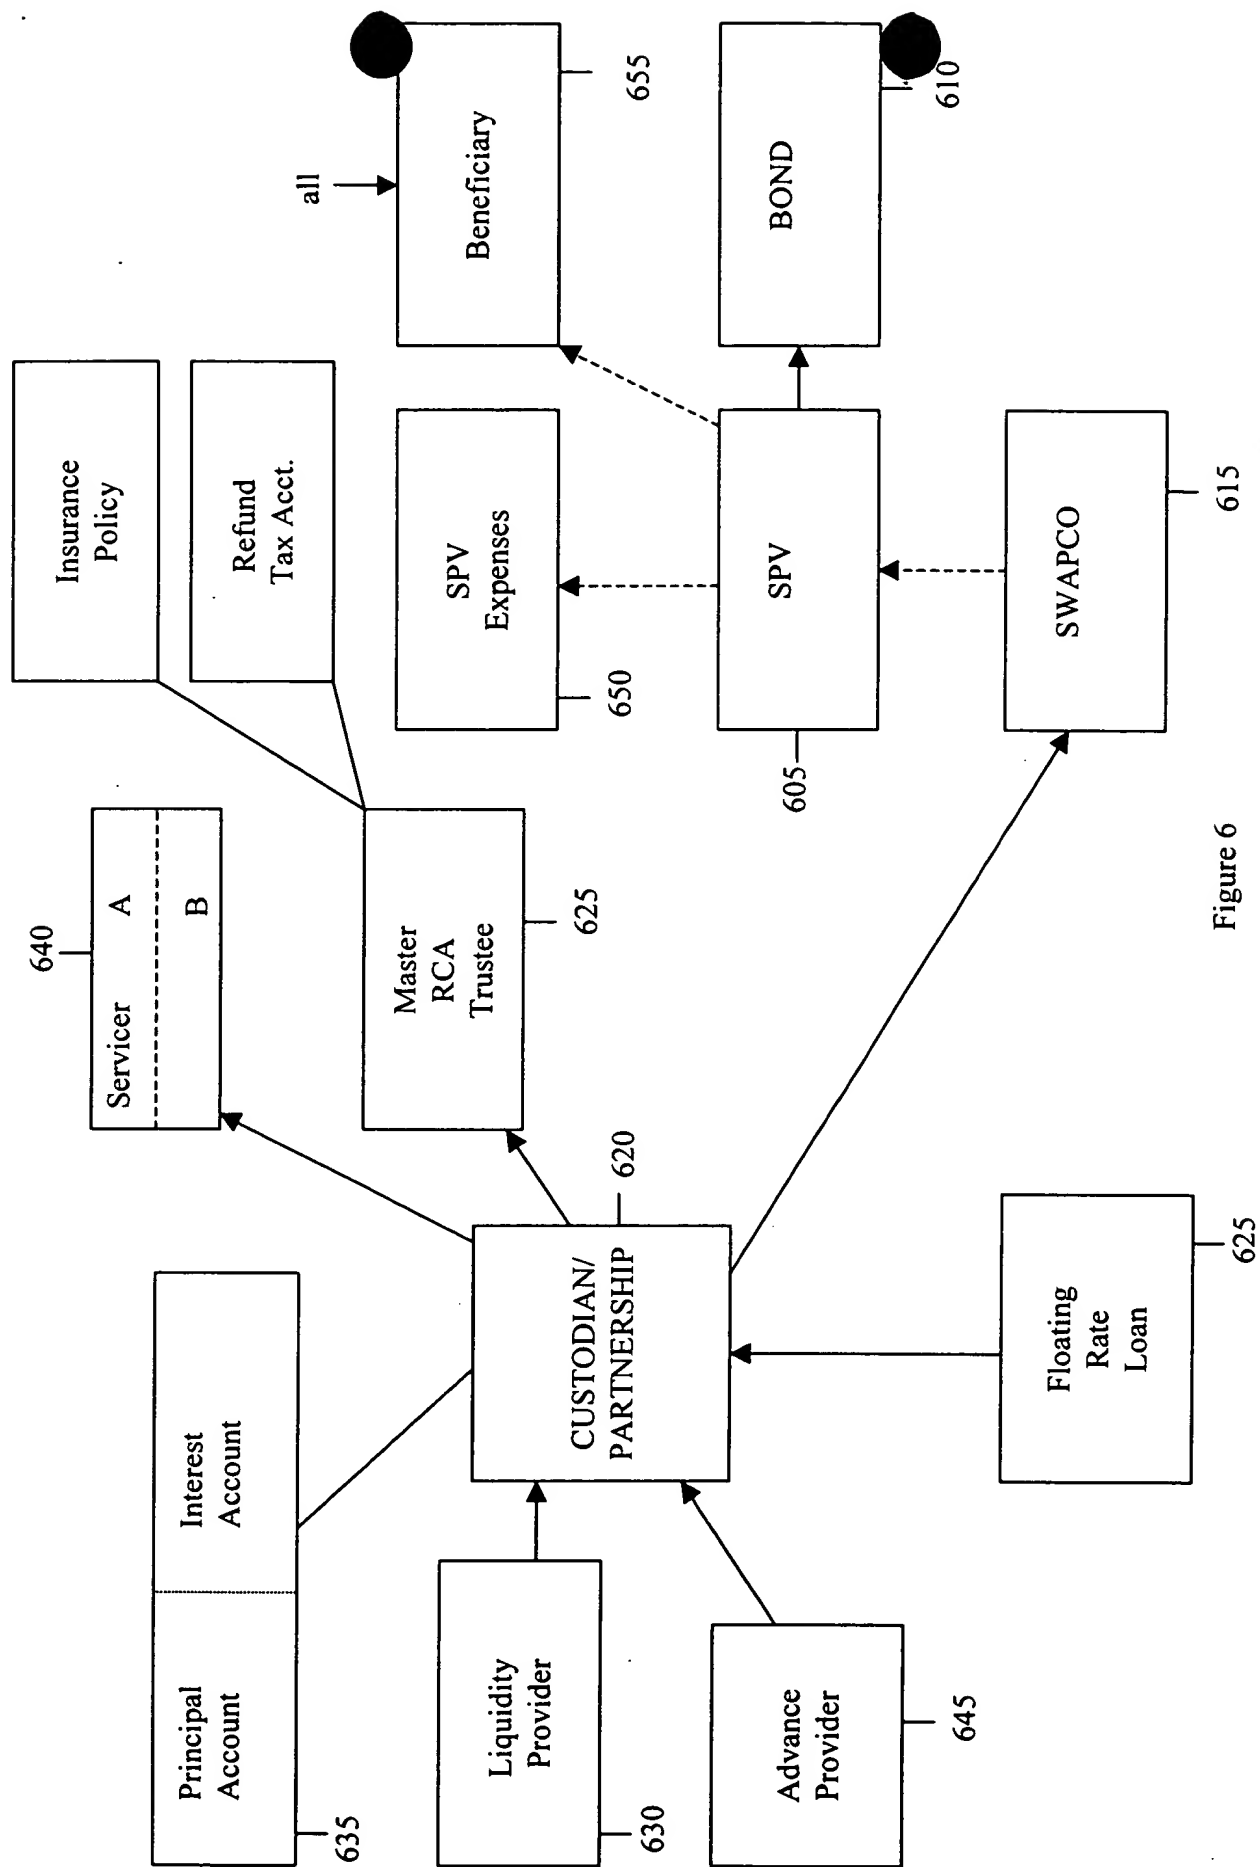 635
Principal
Account
Interest
Account
640
Servicer A
B
Insurance
Policy
Refund
Tax Acct.
all
630
Liquidity
Provider
CUSTODIAN/
PARTNERSHIP
620
Master
RCA
Trustee
625
SPV
Expenses
650
Beneficiary
655
Advance
Provider
645
605
SPV
BOND
610
Floating
Rate
Loan
625
SWAPCO
615
Figure 6